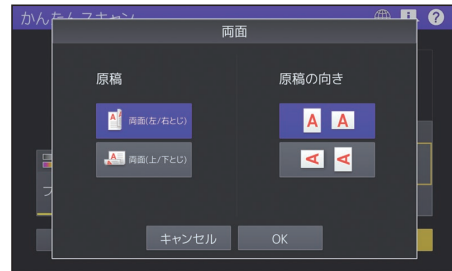 かんたんスキャン
両面
原稿
原稿の向き
両面(左/右とじ)
A A
両面(上/下とじ)
A A
キャンセル
OK